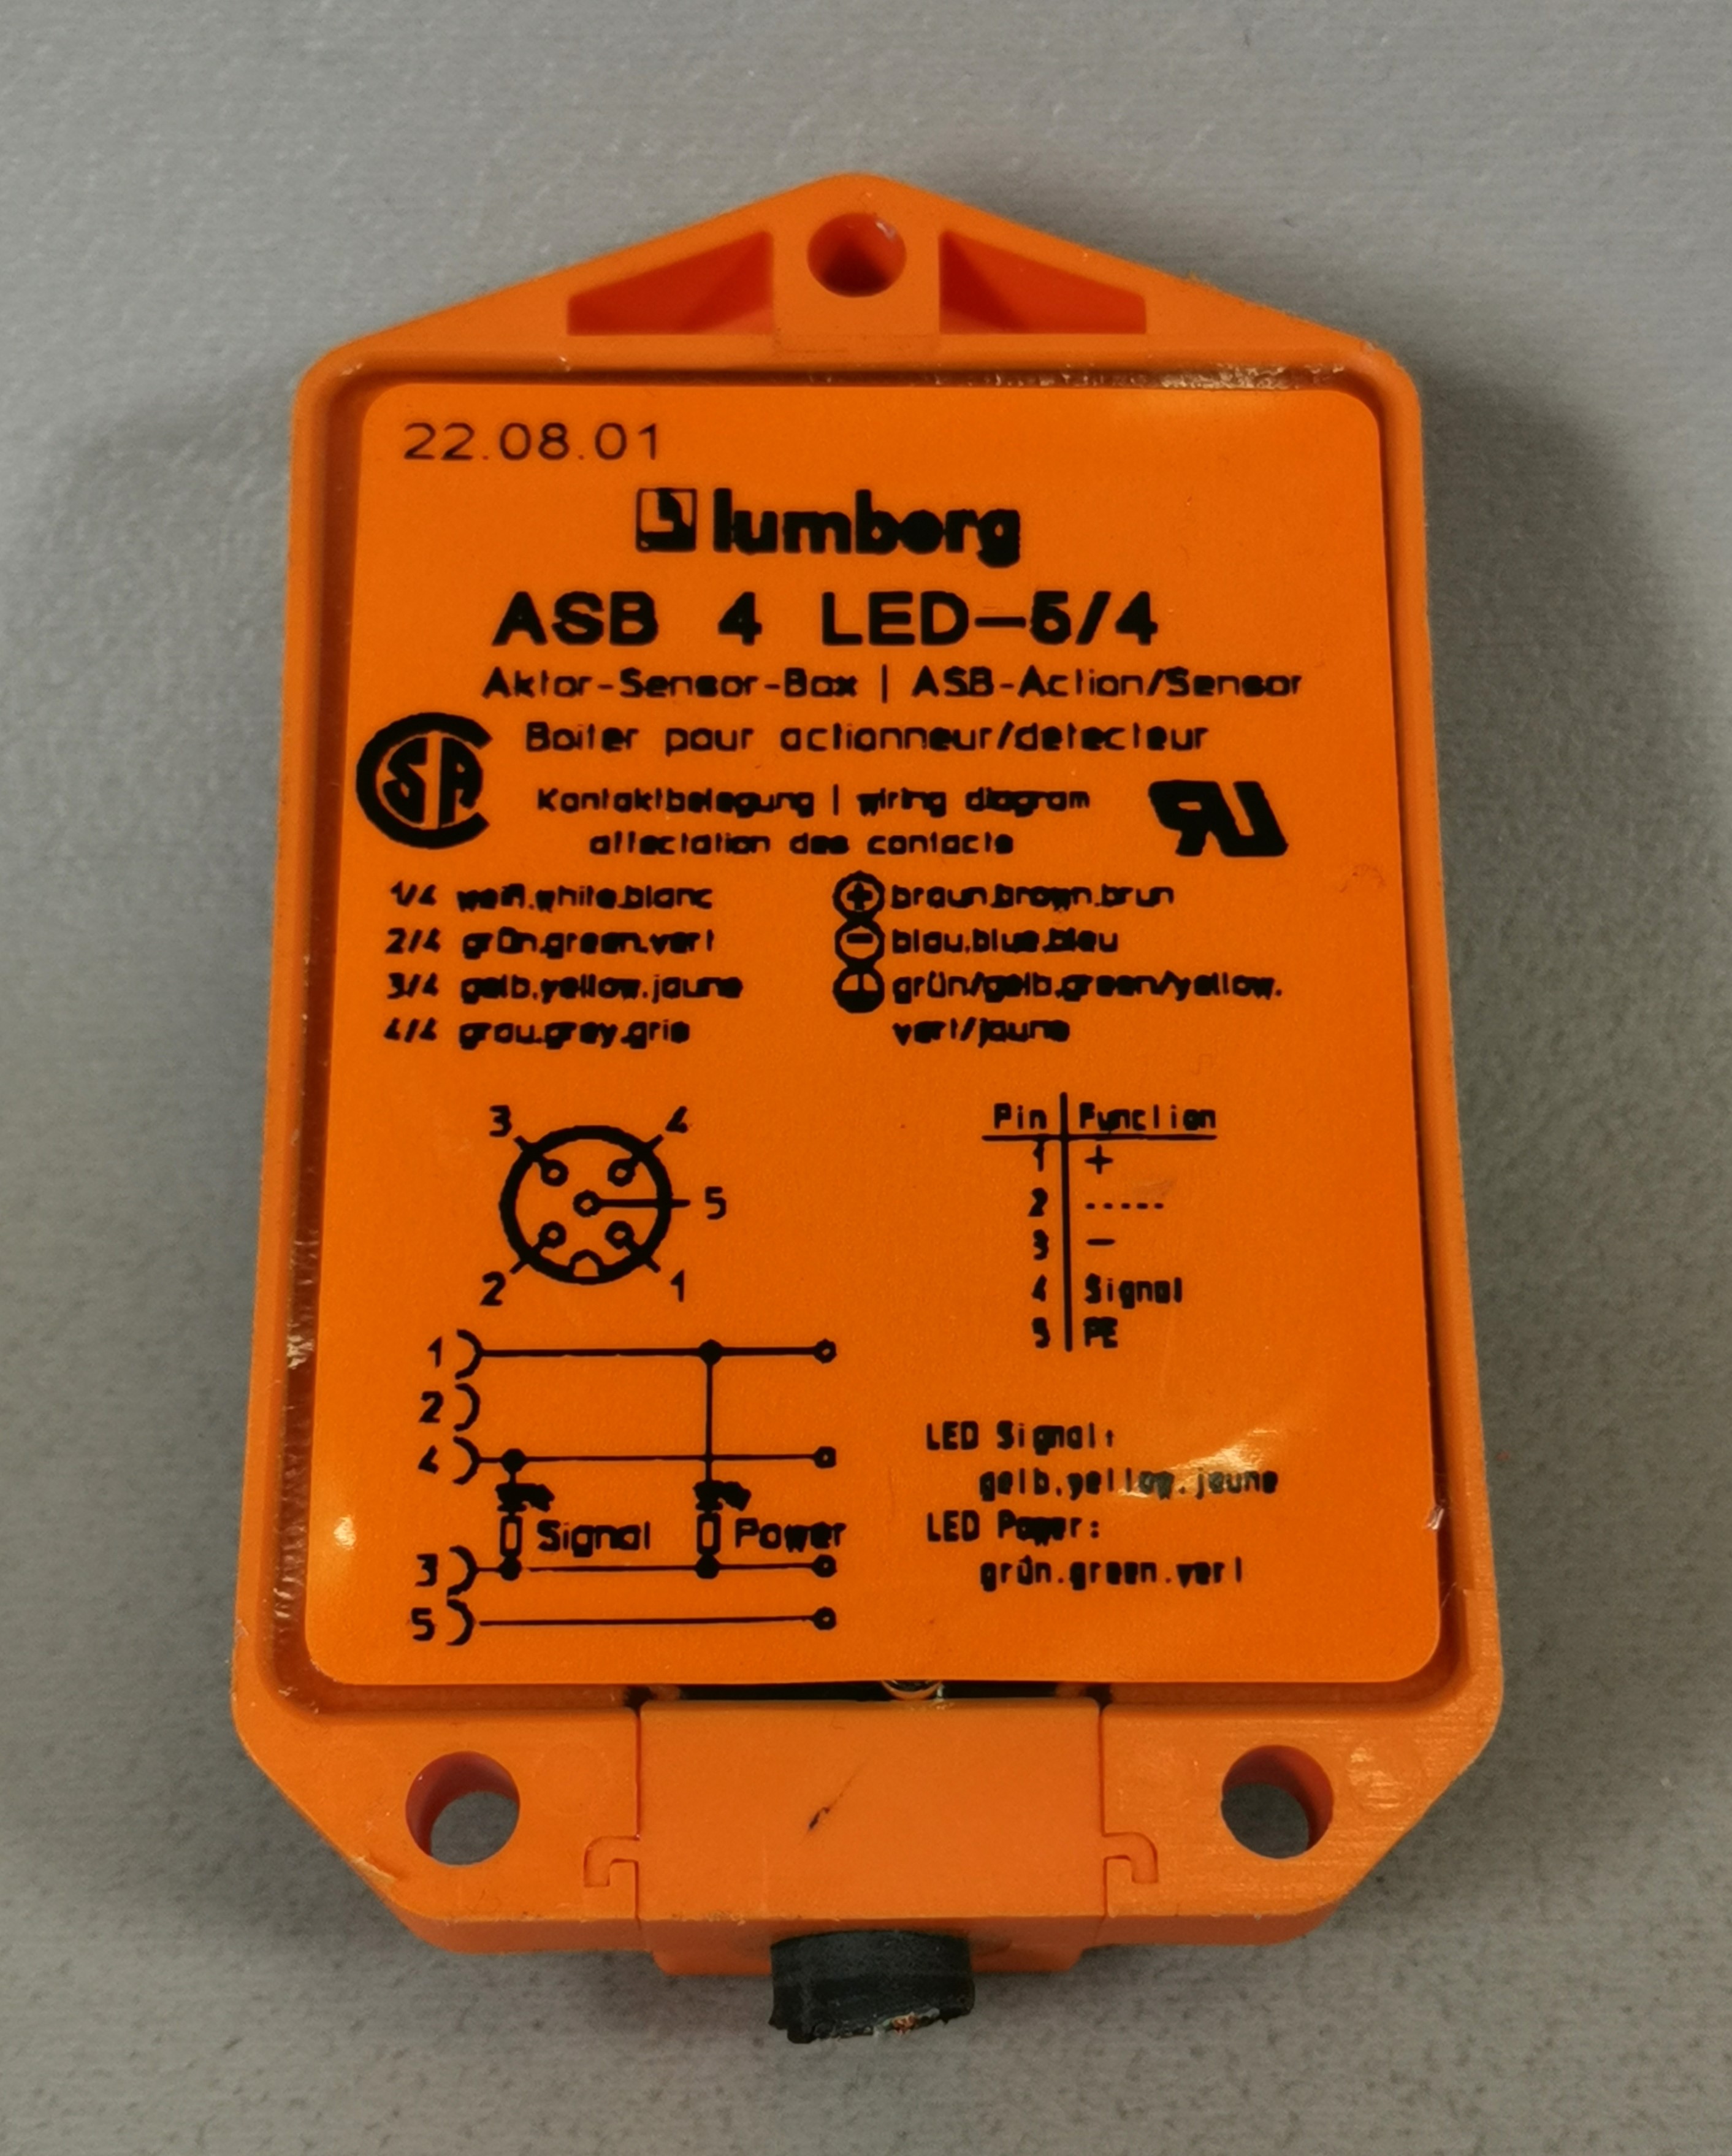 22.08.01
lumberg
ASB 4 LED-5/4
Aktor-Sensor-Box | ASB-Action/Sensor
Boiter pour actionneur/detecteur
SA
Kontaktbelegung | wiring diagram
affectation des contacts
1/4 weiß.white.blanc
2/4 grün.green.vert
3/4 gelb.yellow.jaune
4/4 grau.grey.gris
+ braun.brown.brun
- blau.blue.bleu
grün/gelb.green/yellow.
vert/jaune
3 4
5
2 1
Pin Function
1 +
2 -----
3 -
4 Signal
5 PE
1
2
4
Signal Power
3
5
LED Signal:
gelb.yellow.jaune
LED Power:
grün.green.vert